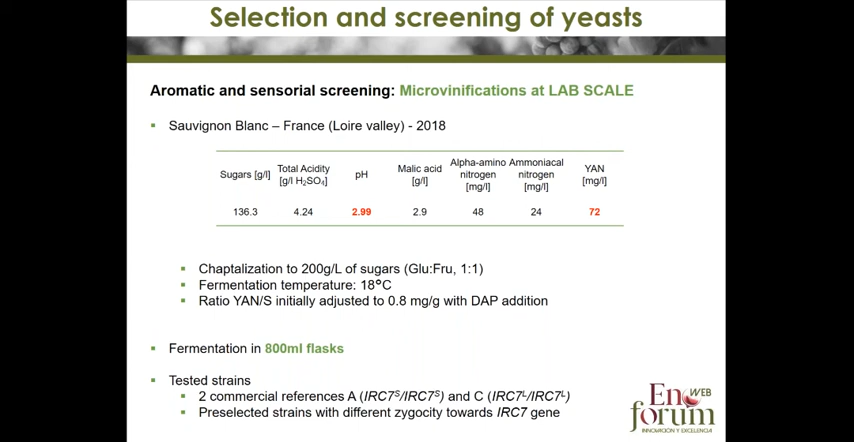 Selection and screening of yeasts
Aromatic and sensorial screening: Microvinifications at LAB SCALE
▪ Sauvignon Blanc – France (Loire valley) - 2018
Sugars [g/l] Total Acidity [g/l H₂SO₄] pH Malic acid [g/l] Alpha-amino nitrogen [mg/l] Ammoniacal nitrogen [mg/l] YAN [mg/l]
136.3 4.24 2.99 2.9 48 24 72
▪ Chaptalization to 200g/L of sugars (Glu:Fru, 1:1)
▪ Fermentation temperature: 18°C
▪ Ratio YAN/S initially adjusted to 0.8 mg/g with DAP addition
▪ Fermentation in 800ml flasks
▪ Tested strains
▪ 2 commercial references A (IRC7ˢ/IRC7ˢ) and C (IRC7ᴸ/IRC7ᴸ)
▪ Preselected strains with different zygocity towards IRC7 gene
Eno WEB
forum
INNOVACIÓN Y EXCELENCIA